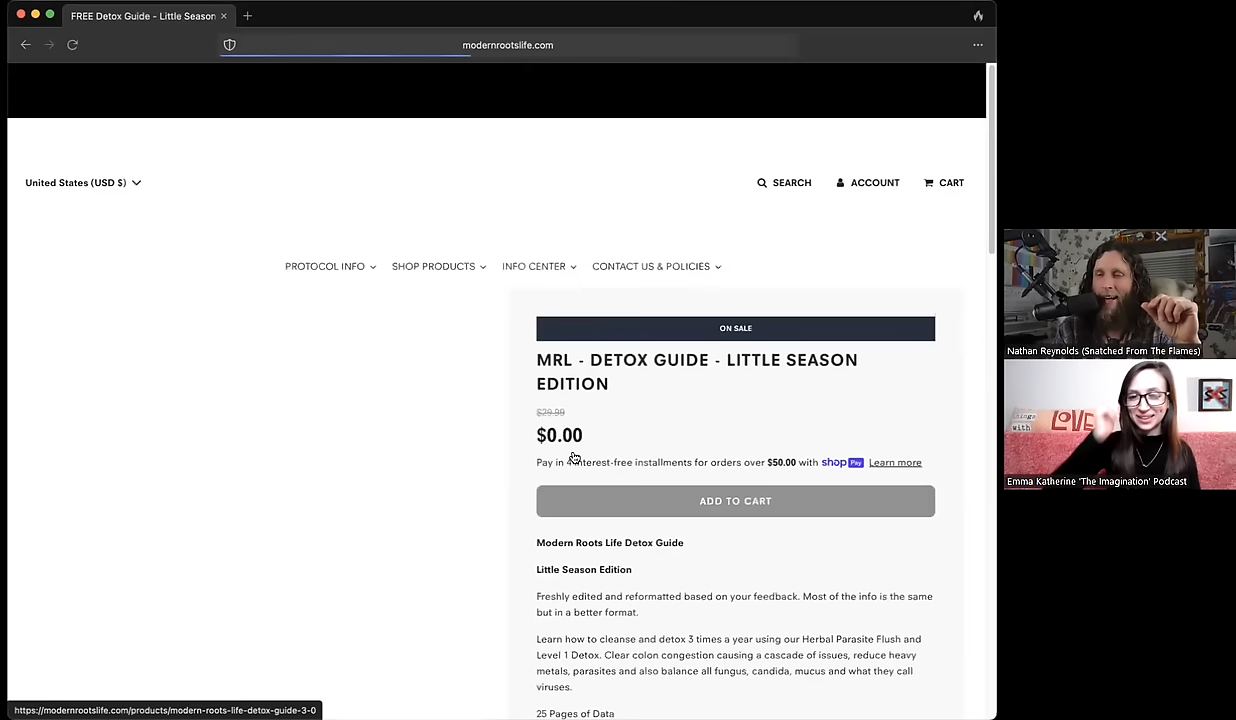 FREE Detox Guide - Little Season
modernrootslife.com
United States (USD $)
SEARCH
ACCOUNT
CART
PROTOCOL INFO
SHOP PRODUCTS
INFO CENTER
CONTACT US & POLICIES
ON SALE
MRL - DETOX GUIDE - LITTLE SEASON
EDITION
$29.99
$0.00
Pay in 4 interest-free installments for orders over $50.00 with shop Pay Learn more
ADD TO CART
Modern Roots Life Detox Guide
Little Season Edition
Freshly edited and reformatted based on your feedback. Most of the info is the same
but in a better format.
Learn how to cleanse and detox 3 times a year using our Herbal Parasite Flush and
Level 1 Detox. Clear colon congestion causing a cascade of issues, reduce heavy
metals, parasites and also balance all fungus, candida, mucus and what they call
viruses.
25 Pages of Data
https://modernrootslife.com/products/modern-roots-life-detox-guide-3-0
Nathan Reynolds (Snatched From The Flames)
things
with
LOVE
Emma Katherine 'The Imagination' Podcast